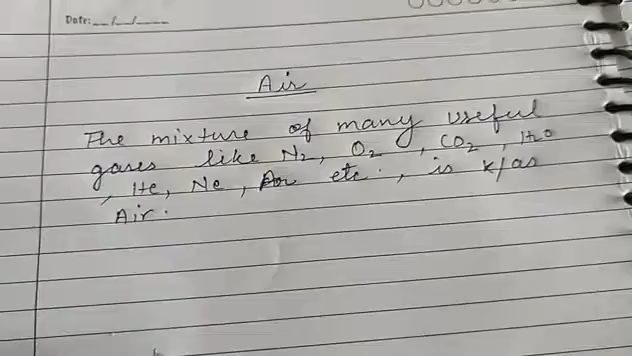 Date: __/__/____
Air
The mixture of many useful
gases like N₂, O₂, CO₂, H₂O
, He, Ne, Ar etc., is k/as
Air.